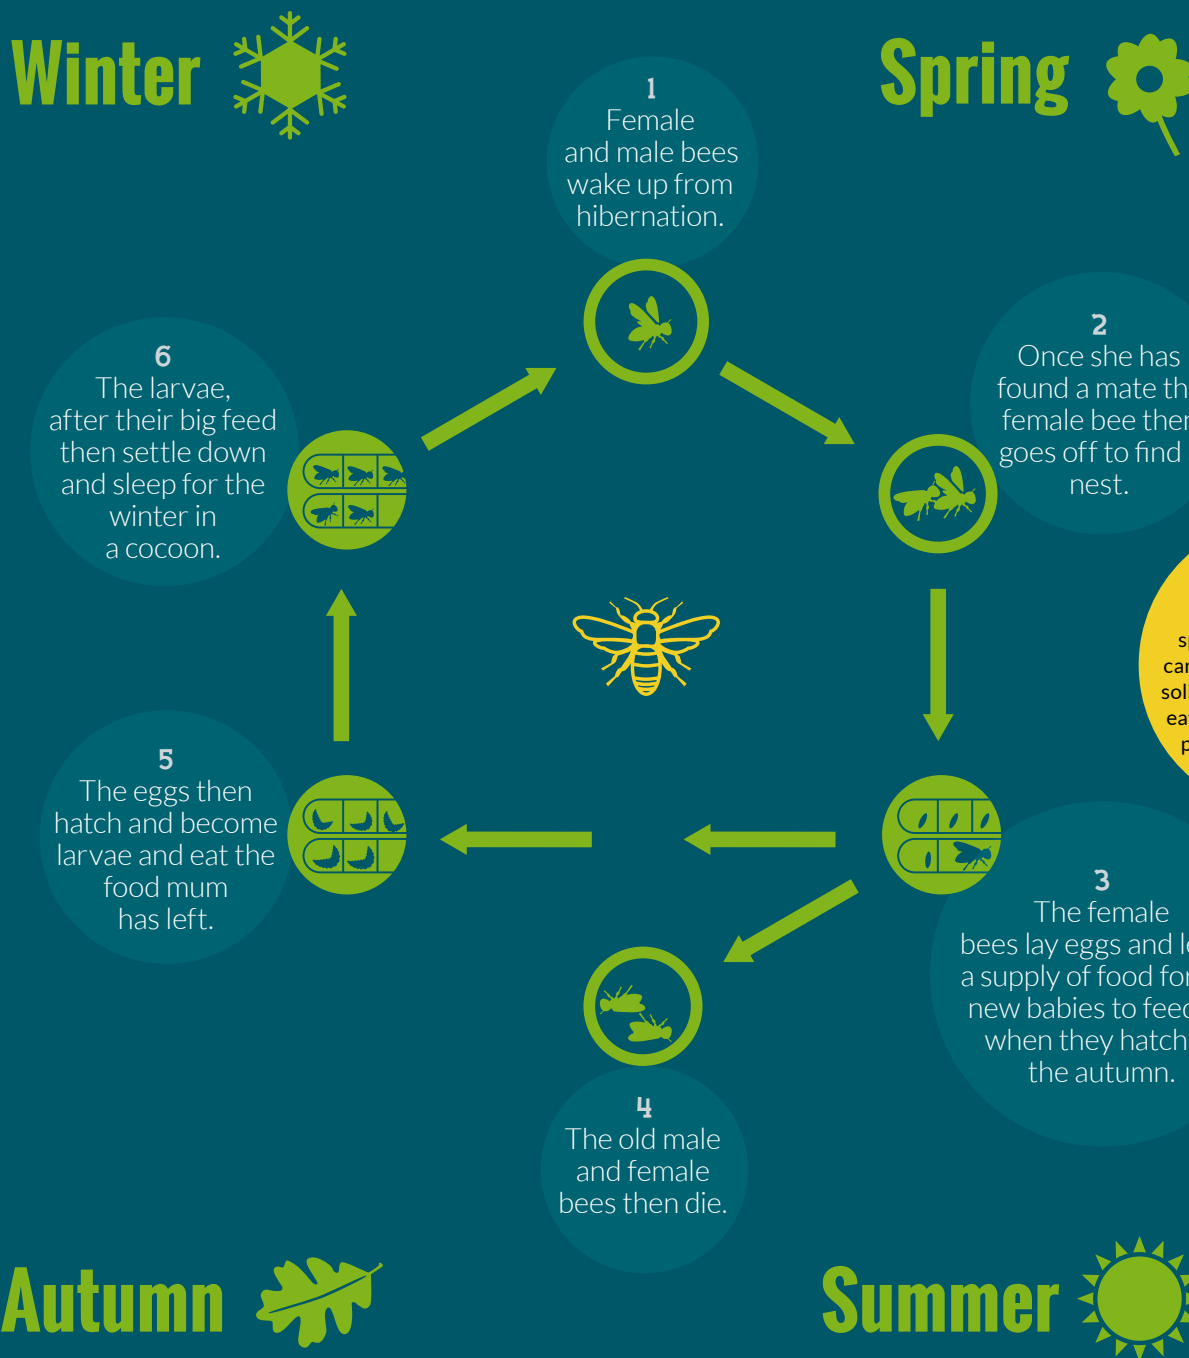 Winter
Spring
1
Female
and male bees
wake up from
hibernation.
2
Once she has
found a mate
female bee
goes off to find
nest.
3
The female
bees lay eggs and
a supply of food
new babies to
when they hatch
the autumn.
4
The old male
and female
bees then die.
5
The eggs then
hatch and become
larvae and eat the
food mum
has left.
6
The larvae,
after their big feed
then settle down
and sleep for the
winter in
a cocoon.
Autumn
Summer